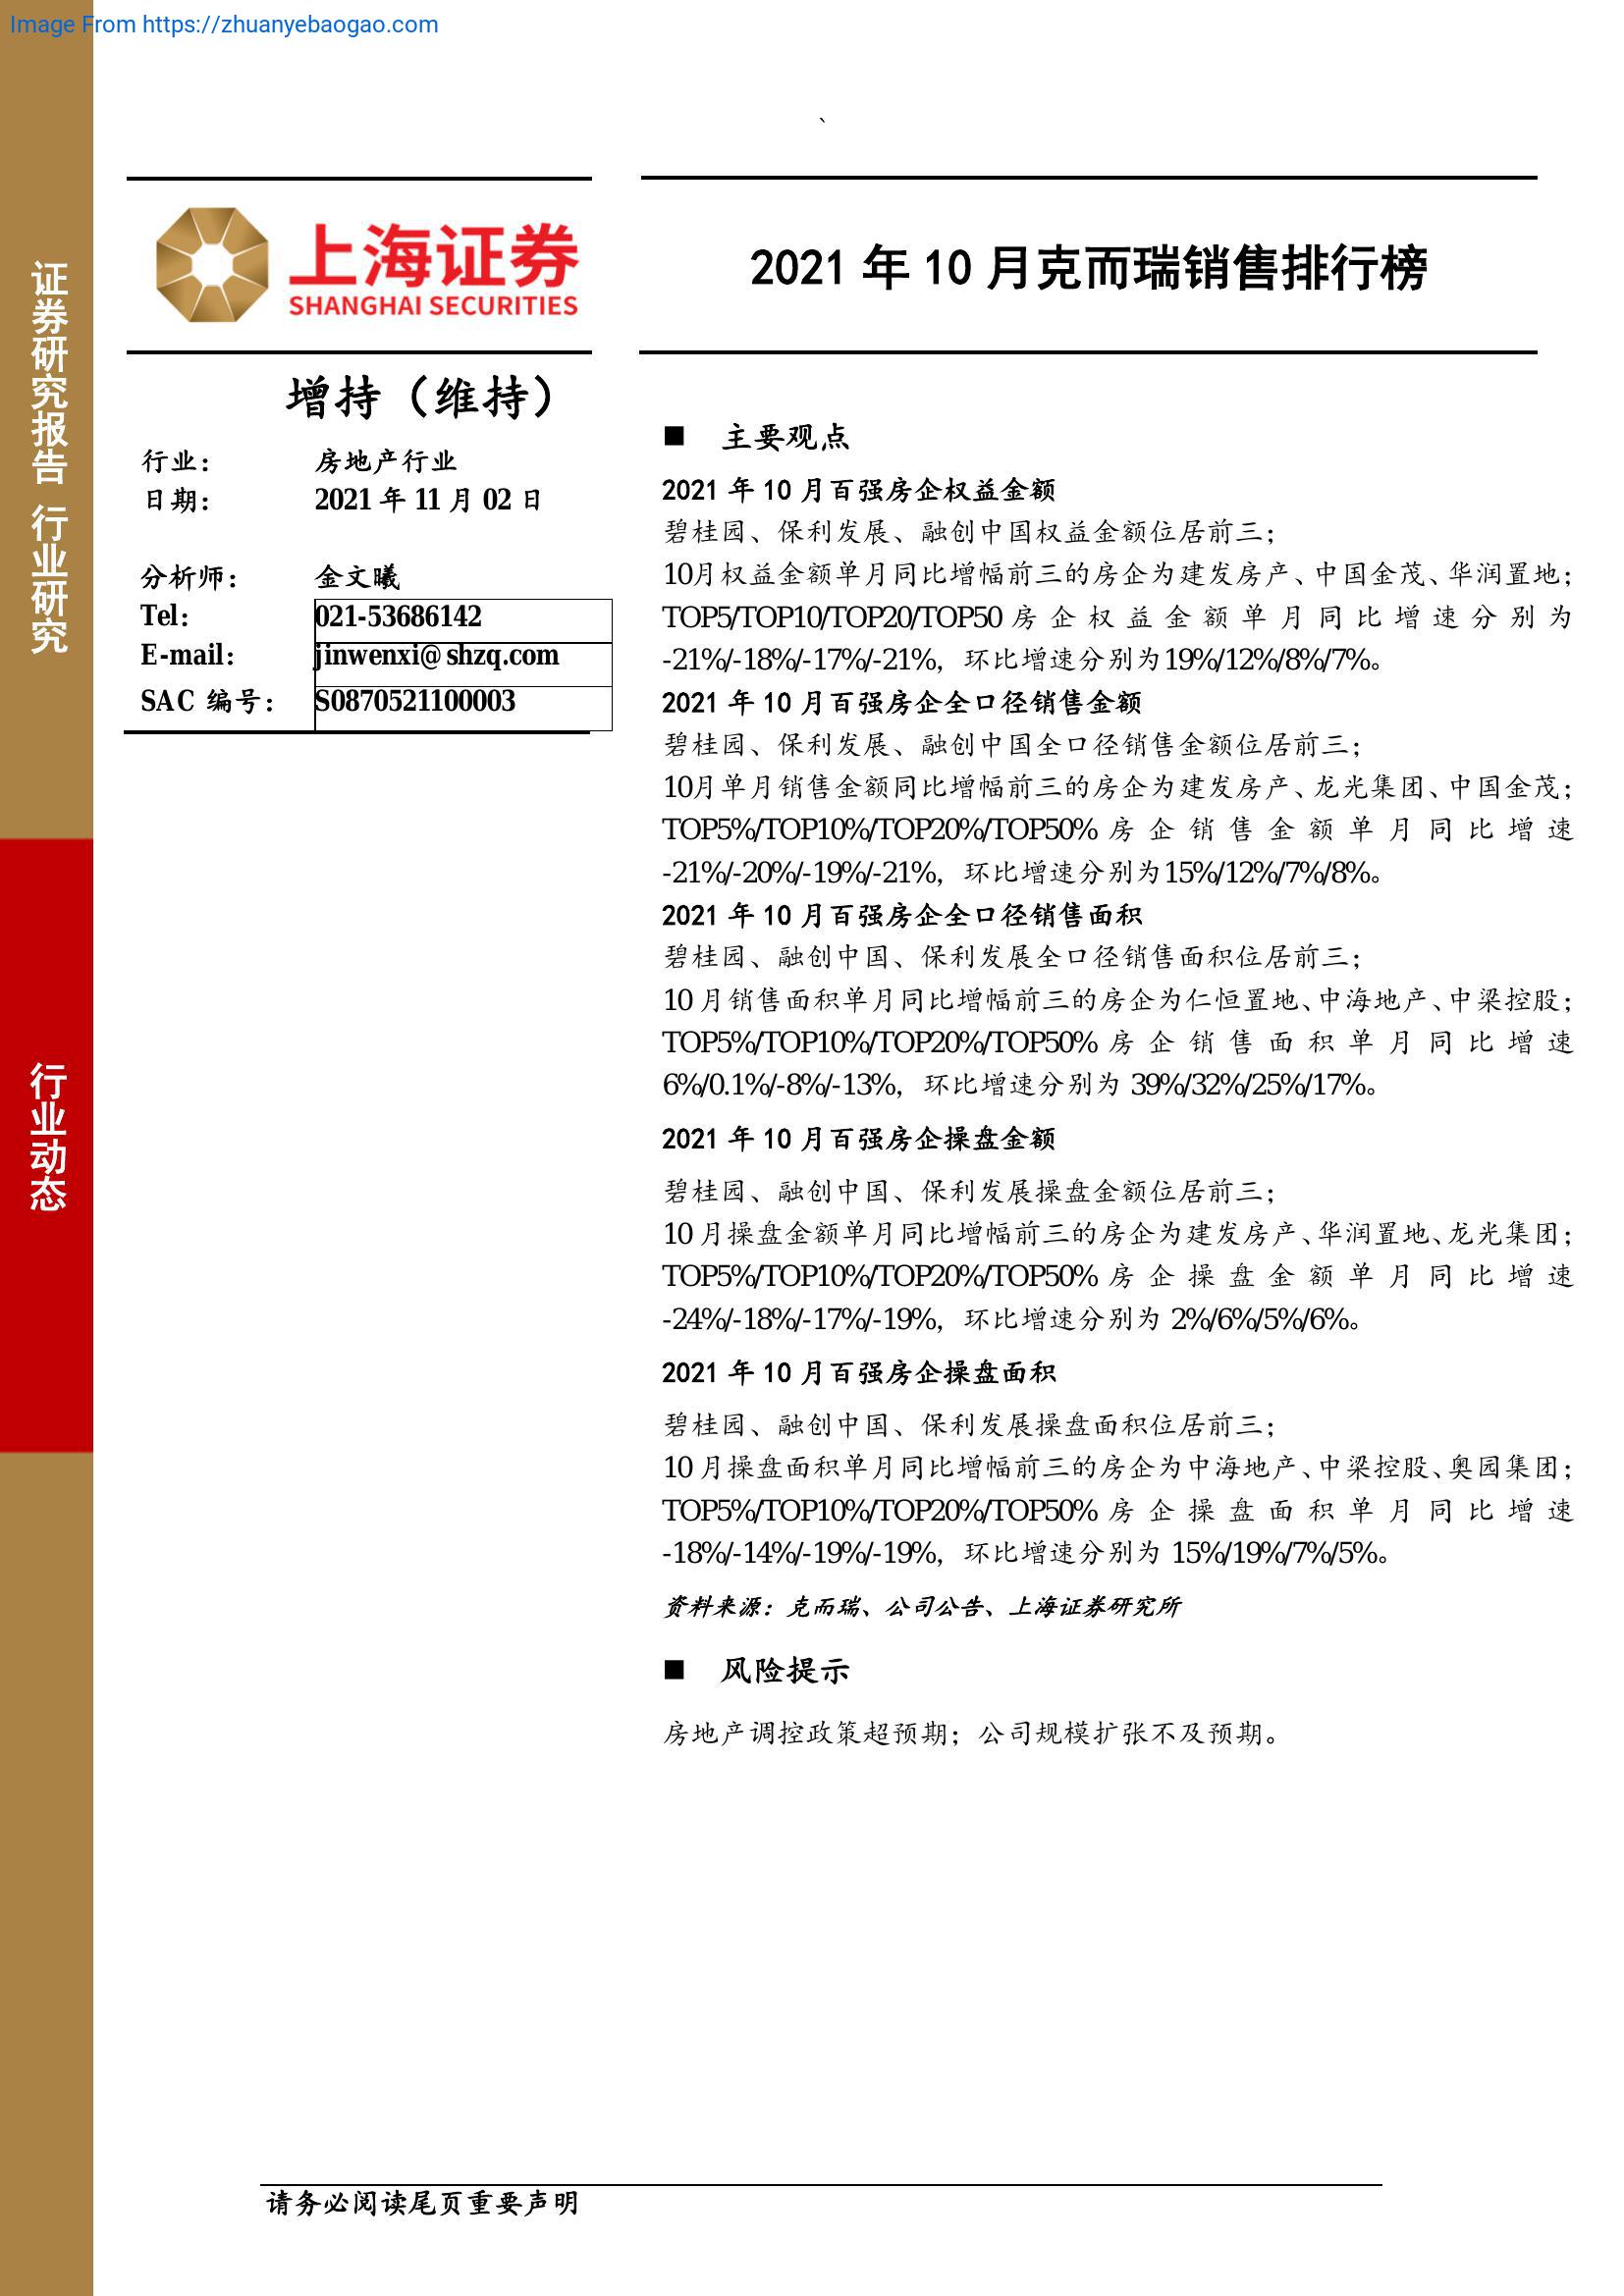 Image From https://zhuanyebaogao.com
、
证券研究报告 行业研究
行业动态
上海证券
SHANGHAI SECURITIES
2021 年 10 月克而瑞销售排行榜
增持（维持）
行业： 房地产行业
日期： 2021 年 11 月 02 日
分析师： 金文曦
Tel： 021-53686142
E-mail： jinwenxi@shzq.com
SAC 编号： S0870521100003
■ 主要观点
2021 年 10 月百强房企权益金额
碧桂园、保利发展、融创中国权益金额位居前三；
10月权益金额单月同比增幅前三的房企为建发房产、中国金茂、华润置地；
TOP5/TOP10/TOP20/TOP50 房企权益金额单月同比增速分别为
-21%/-18%/-17%/-21%，环比增速分别为19%/12%/8%/7%。
2021 年 10 月百强房企全口径销售金额
碧桂园、保利发展、融创中国全口径销售金额位居前三；
10月单月销售金额同比增幅前三的房企为建发房产、龙光集团、中国金茂；
TOP5%/TOP10%/TOP20%/TOP50% 房企销售金额单月同比增速
-21%/-20%/-19%/-21%，环比增速分别为15%/12%/7%/8%。
2021 年 10 月百强房企全口径销售面积
碧桂园、融创中国、保利发展全口径销售面积位居前三；
10 月销售面积单月同比增幅前三的房企为仁恒置地、中海地产、中梁控股；
TOP5%/TOP10%/TOP20%/TOP50% 房企销售面积单月同比增速
6%/0.1%/-8%/-13%，环比增速分别为 39%/32%/25%/17%。
2021 年 10 月百强房企操盘金额
碧桂园、融创中国、保利发展操盘金额位居前三；
10 月操盘金额单月同比增幅前三的房企为建发房产、华润置地、龙光集团；
TOP5%/TOP10%/TOP20%/TOP50% 房企操盘金额单月同比增速
-24%/-18%/-17%/-19%，环比增速分别为 2%/6%/5%/6%。
2021 年 10 月百强房企操盘面积
碧桂园、融创中国、保利发展操盘面积位居前三；
10 月操盘面积单月同比增幅前三的房企为中海地产、中梁控股、奥园集团；
TOP5%/TOP10%/TOP20%/TOP50% 房企操盘面积单月同比增速
-18%/-14%/-19%/-19%，环比增速分别为 15%/19%/7%/5%。
资料来源：克而瑞、公司公告、上海证券研究所
■ 风险提示
房地产调控政策超预期；公司规模扩张不及预期。
请务必阅读尾页重要声明